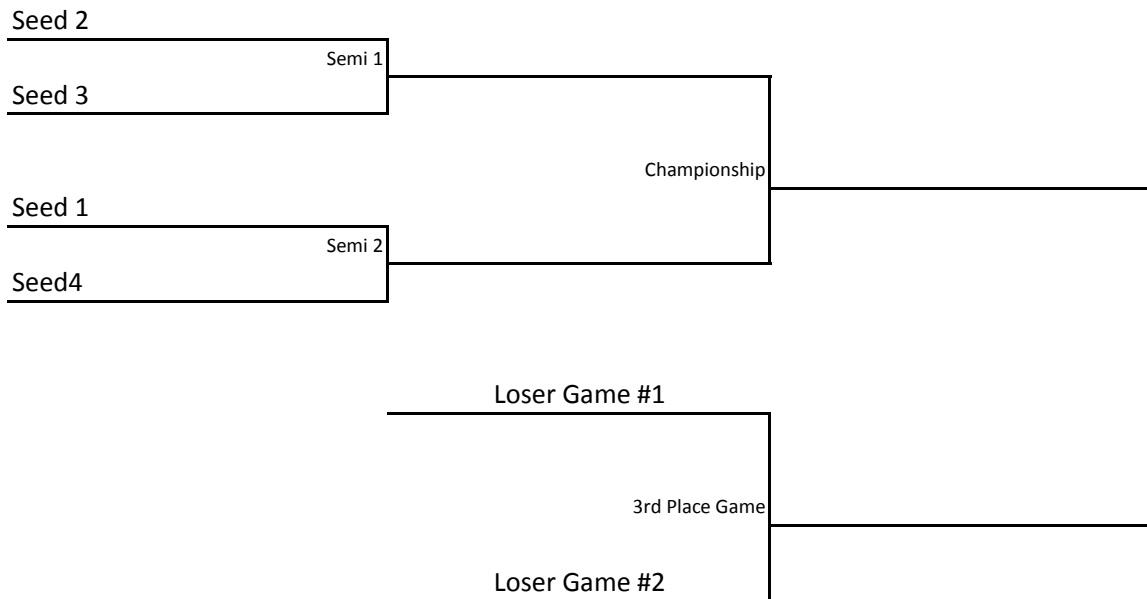 Seed 2
Semi 1
Seed 3
Championship
Seed 1
Semi 2
Seed4
Loser Game #1
3rd Place Game
Loser Game #2